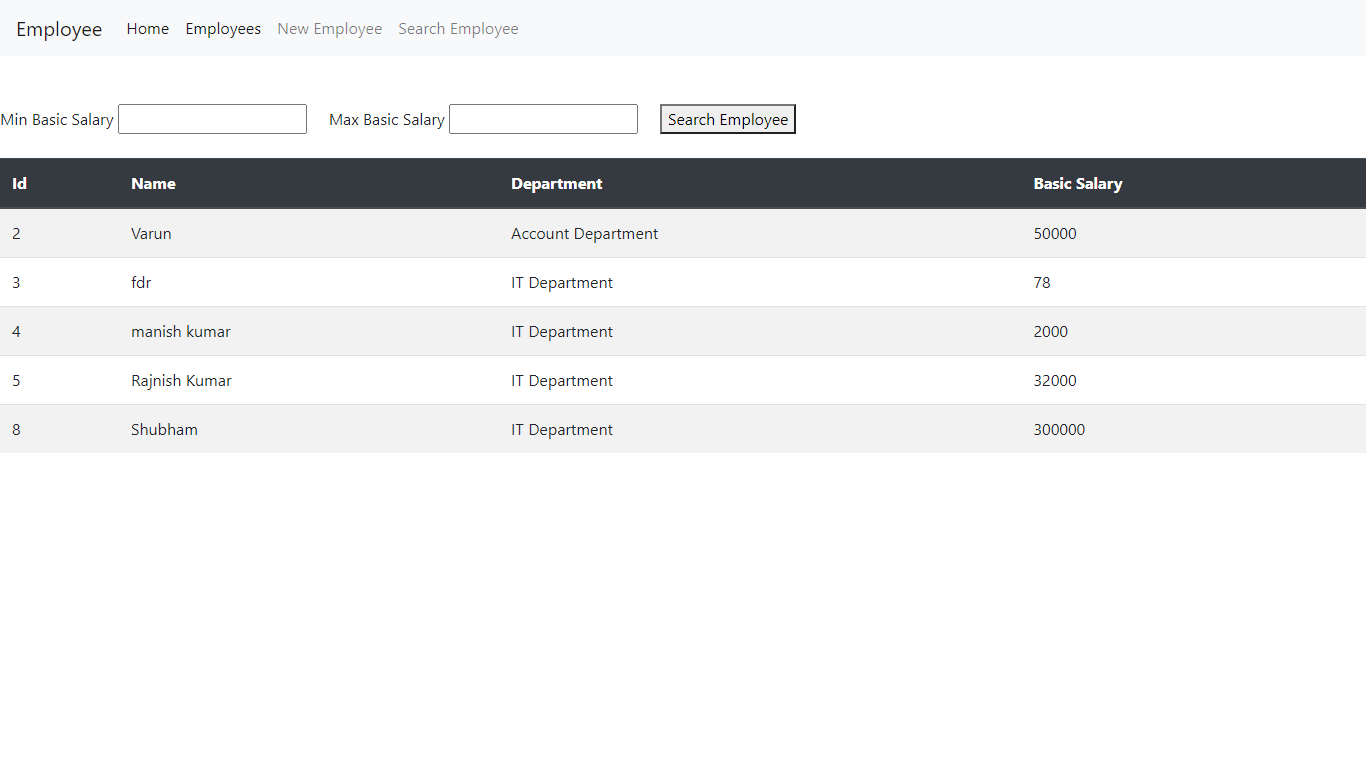 Employee Home Employees New Employee Search Employee
Min Basic Salary Max Basic Salary Search Employee
Id Name Department Basic Salary
2 Varun Account Department 50000
3 fdr IT Department 78
4 manish kumar IT Department 2000
5 Rajnish Kumar IT Department 32000
8 Shubham IT Department 300000